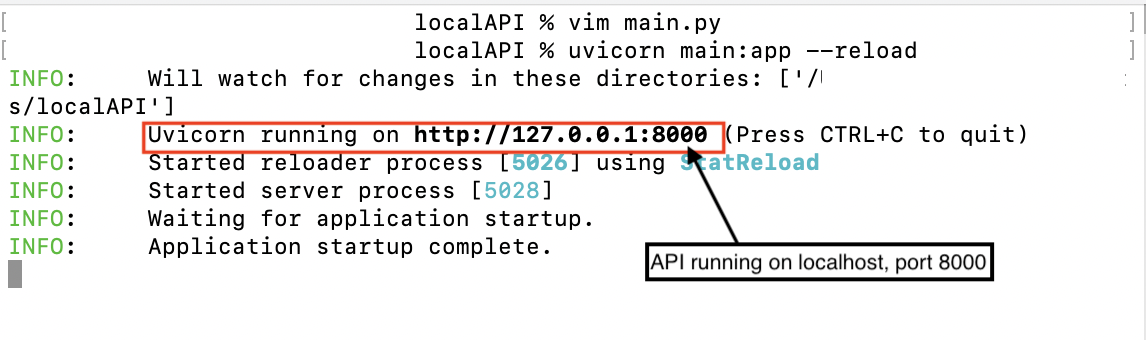 [ localAPI % vim main.py ]
[ localAPI % uvicorn main:app --reload ]
INFO: Will watch for changes in these directories: ['/
s/localAPI']
INFO: Uvicorn running on http://127.0.0.1:8000 (Press CTRL+C to quit)
INFO: Started reloader process [5026] using StatReload
INFO: Started server process [5028]
INFO: Waiting for application startup.
INFO: Application startup complete.
API running on localhost, port 8000